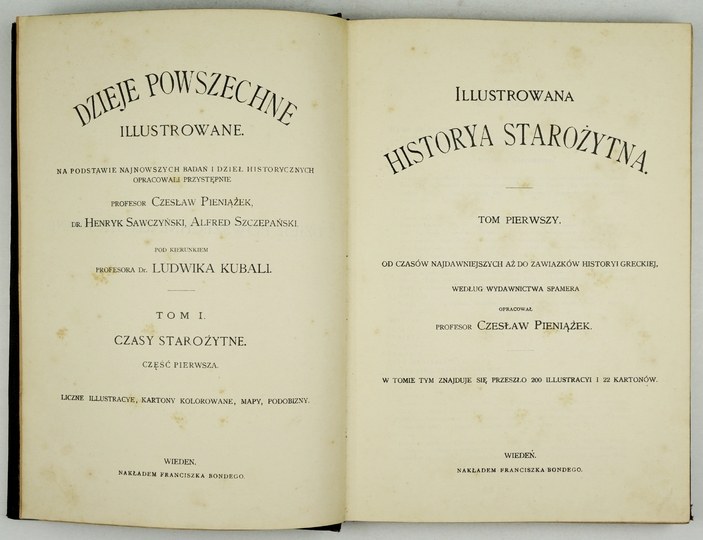 DZIEJE POWSZECHNE
ILLUSTROWANE.
NA PODSTAWIE NAJNOWSZYCH BADAŃ I DZIEŁ HISTORYCZNYCH
OPRACOWALI PRZYSTĘPNIE
PROFESOR CZESŁAW PIENIĄŻEK,
DR. HENRYK SAWCZYŃSKI, ALFRED SZCZEPAŃSKI.
POD KIERUNKIEM
PROFESORA DR. LUDWIKA KUBALI.
TOM I.
CZASY STAROŻYTNE.
CZĘŚĆ PIERWSZA.
LICZNE ILLUSTRACYE, KARTONY KOLOROWANE, MAPY, PODOBIZNY.
WIEDEŃ.
NAKŁADEM FRANCISZKA BONDEGO.
ILLUSTROWANA
HISTORYA STAROŻYTNA.
TOM PIERWSZY.
OD CZASÓW NAJDAWNIEJSZYCH AŻ DO ZAWIAZKÓW HISTORYI GRECKIEJ,
WEDŁUG WYDAWNICTWA SPAMERA
OPRACOWAŁ
PROFESOR CZESŁAW PIENIĄŻEK.
W TOMIE TYM ZNAJDUJE SIĘ PRZESZŁO 200 ILLUSTRACYI I 22 KARTONÓW.
WIEDEŃ.
NAKŁADEM FRANCISZKA BONDEGO.